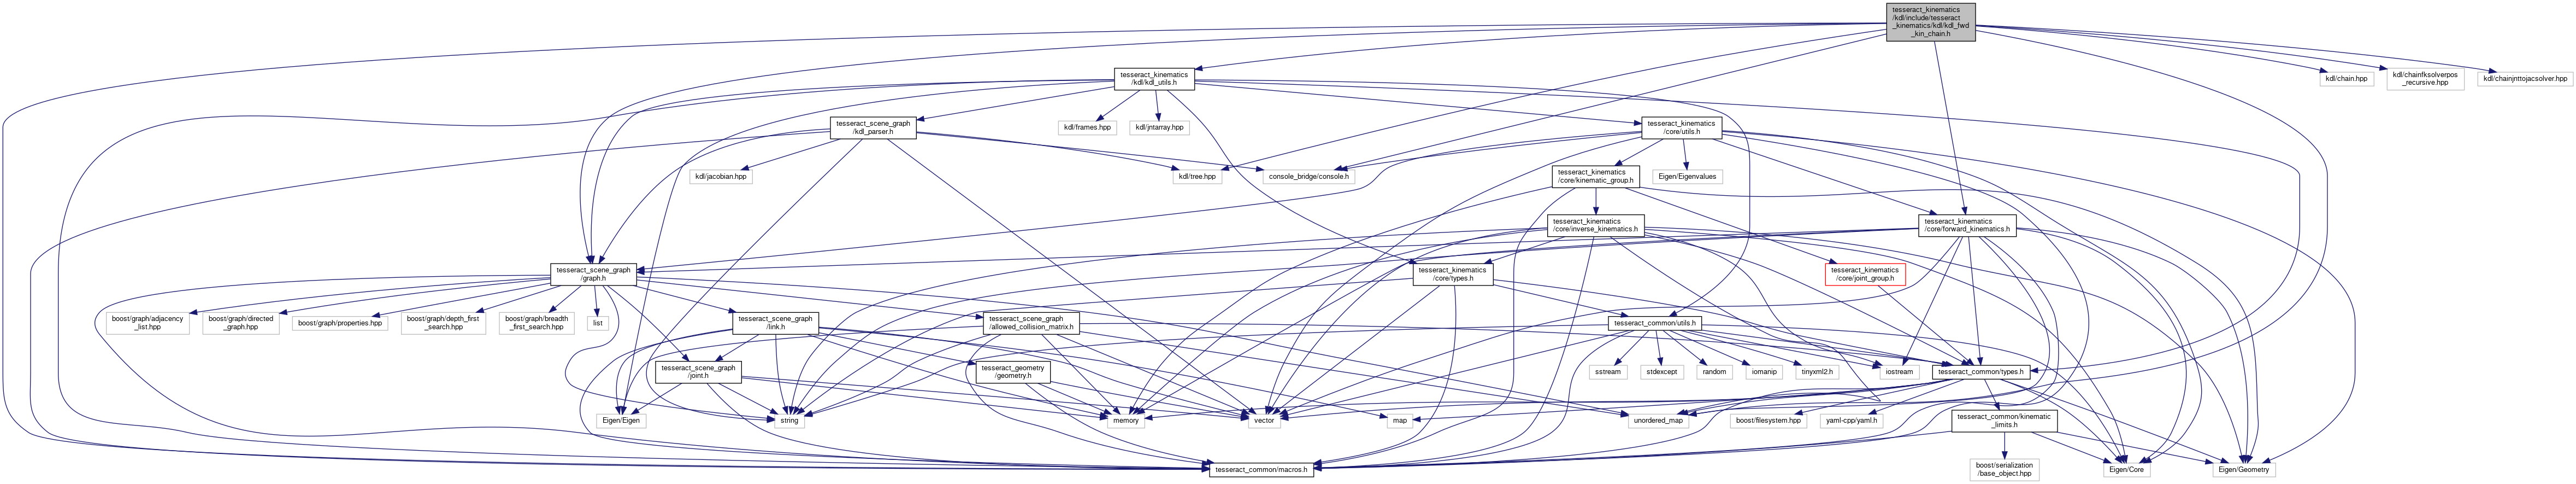 tesseract_kinematics
/kdl/include/tesseract
_kinematics/kdl/kdl_fwd
_kin_chain.h
tesseract_kinematics
/kdl/kdl_utils.h
kdl/chain.hpp
kdl/chainfksolverpos
_recursive.hpp
kdl/chainjnttojacsolver.hpp
tesseract_scene_graph
/kdl_parser.h
kdl/frames.hpp
kdl/jntarray.hpp
tesseract_kinematics
/core/utils.h
kdl/jacobian.hpp
kdl/tree.hpp
console_bridge/console.h
tesseract_kinematics
/core/kinematic_group.h
Eigen/Eigenvalues
tesseract_kinematics
/core/inverse_kinematics.h
tesseract_kinematics
/core/forward_kinematics.h
tesseract_scene_graph
/graph.h
tesseract_kinematics
/core/types.h
tesseract_kinematics
/core/joint_group.h
boost/graph/adjacency
_list.hpp
boost/graph/directed
_graph.hpp
boost/graph/properties.hpp
boost/graph/depth_first
_search.hpp
boost/graph/breadth
_first_search.hpp
list
tesseract_scene_graph
/link.h
tesseract_scene_graph
/allowed_collision_matrix.h
tesseract_common/utils.h
tesseract_scene_graph
/joint.h
tesseract_geometry
/geometry.h
sstream
stdexcept
random
iomanip
tinyxml2.h
iostream
tesseract_common/types.h
Eigen/Eigen
string
memory
vector
map
unordered_map
boost/filesystem.hpp
yaml-cpp/yaml.h
tesseract_common/kinematic
_limits.h
tesseract_common/macros.h
boost/serialization
/base_object.hpp
Eigen/Core
Eigen/Geometry